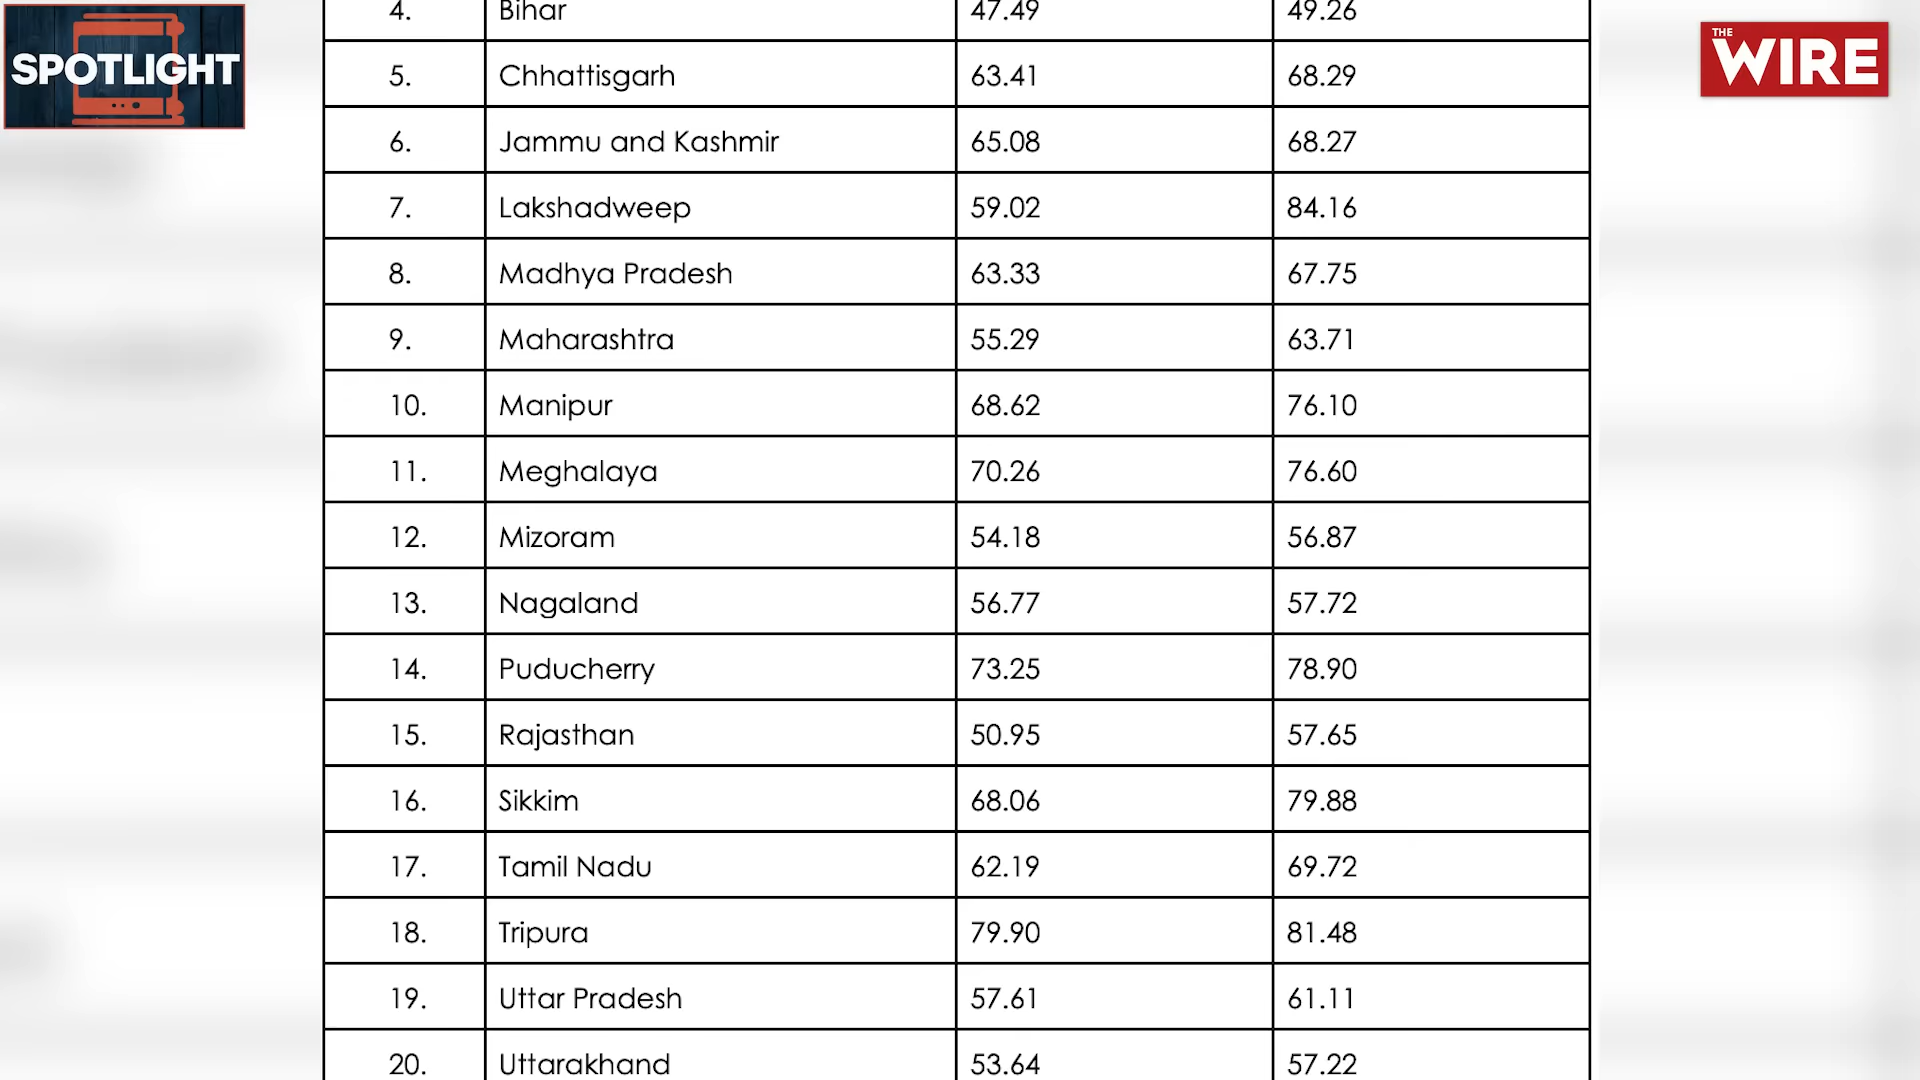 SPOTLIGHT
THE
WIRE
4. Bihar 47.49 49.26
5. Chhattisgarh 63.41 68.29
6. Jammu and Kashmir 65.08 68.27
7. Lakshadweep 59.02 84.16
8. Madhya Pradesh 63.33 67.75
9. Maharashtra 55.29 63.71
10. Manipur 68.62 76.10
11. Meghalaya 70.26 76.60
12. Mizoram 54.18 56.87
13. Nagaland 56.77 57.72
14. Puducherry 73.25 78.90
15. Rajasthan 50.95 57.65
16. Sikkim 68.06 79.88
17. Tamil Nadu 62.19 69.72
18. Tripura 79.90 81.48
19. Uttar Pradesh 57.61 61.11
20. Uttarakhand 53.64 57.22